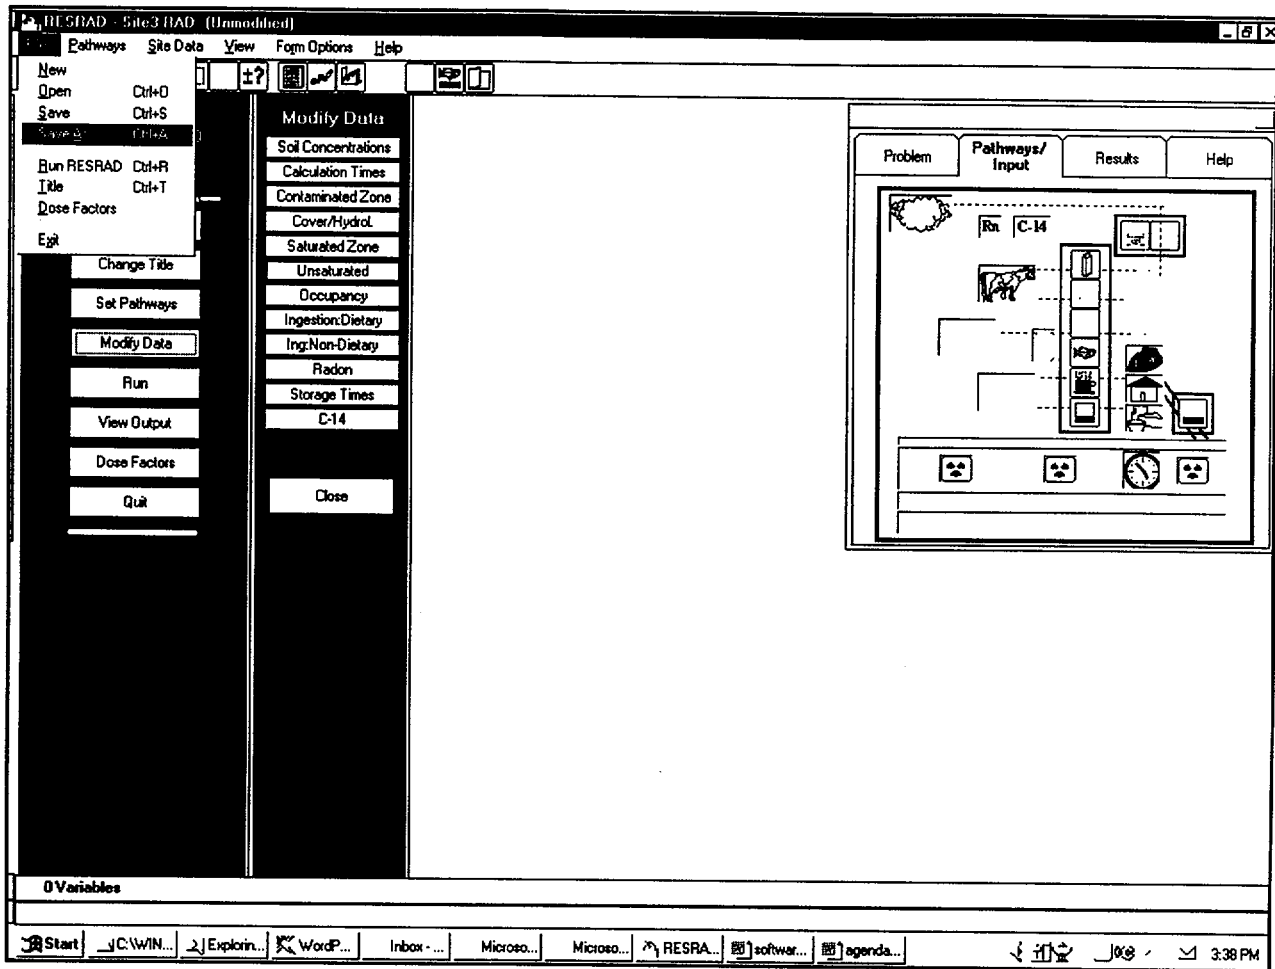 RESRAD - Site3.RAD (Unmodified)
Pathways Site Data View Form Options Help
New
Open Ctrl+O
Save Ctrl+S
Save As Ctrl+A
Run RESRAD Ctrl+R
Title Ctrl+T
Dose Factors
Exit
±?
Change Title
Set Pathways
Modify Data
Run
View Output
Dose Factors
Quit
Modify Data
Soil Concentrations
Calculation Times
Contaminated Zone
Cover/Hydrol.
Saturated Zone
Unsaturated
Occupancy
Ingestion:Dietary
Ing:Non-Dietary
Radon
Storage Times
C-14
Close
Problem
Pathways/
Input
Results
Help
Rn C-14
0 Variables
Start C:\WIN... Explorin... WordP... Inbox - ... Microso... Microso... RESRA... softwar... agenda... 3:38 PM